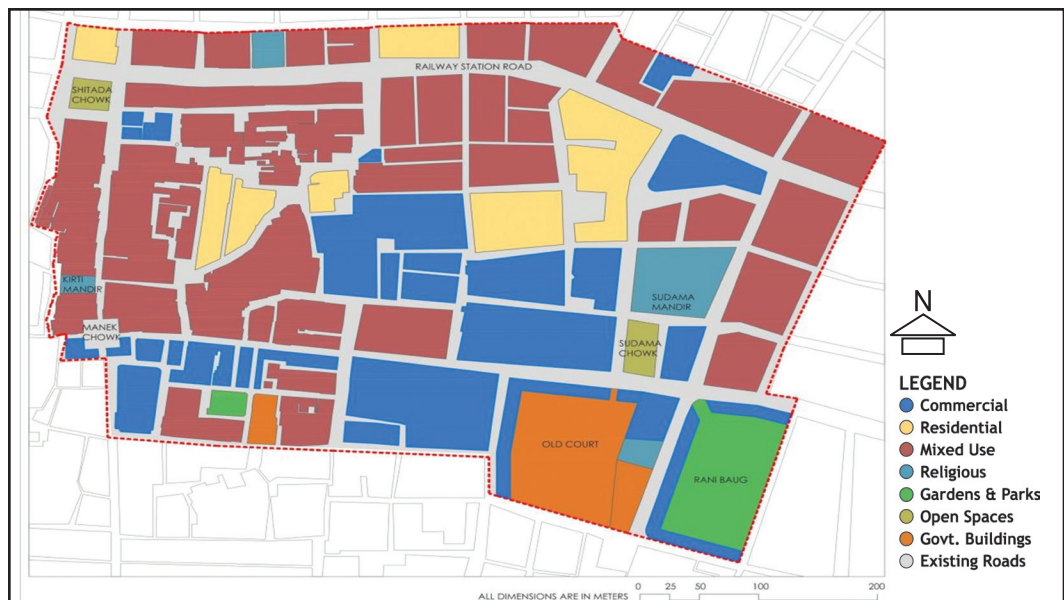 RAILWAY STATION ROAD
SHITADA
CHOWK
KIRTI
MANDIR
SUDAMA
MANDIR
MANEK
CHOWK
SUDAMA
CHOWK
OLD COURT
RANI BAUG
N
LEGEND
Commercial
Residential
Mixed Use
Religious
Gardens & Parks
Open Spaces
Govt. Buildings
Existing Roads
0 25 50 100 200
ALL DIMENSIONS ARE IN METERS